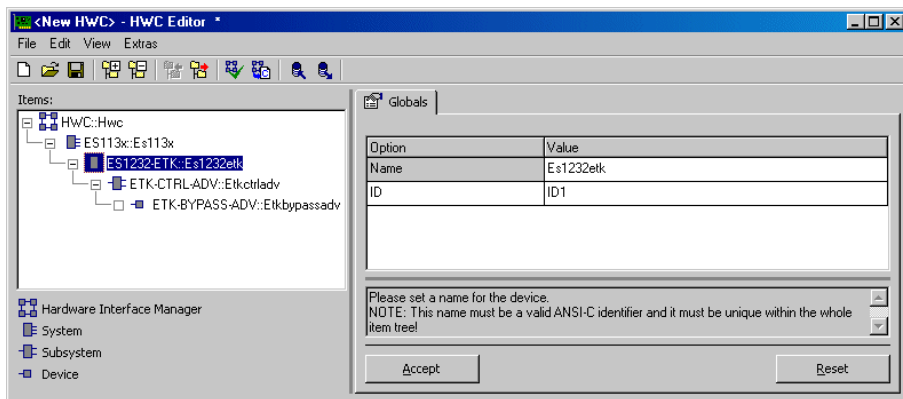 <New HWC> - HWC Editor *
File Edit View Extras
Items:
HWC::Hwc
ES113x::Es113x
ES1232-ETK::Es1232etk
ETK-CTRL-ADV::Etkctrladv
ETK-BYPASS-ADV::Etkbypassadv
Hardware Interface Manager
System
Subsystem
Device
Globals
Option Value
Name Es1232etk
ID ID1
Please set a name for the device.
NOTE: This name must be a valid ANSI-C identifier and it must be unique within the whole
item tree!
Accept Reset